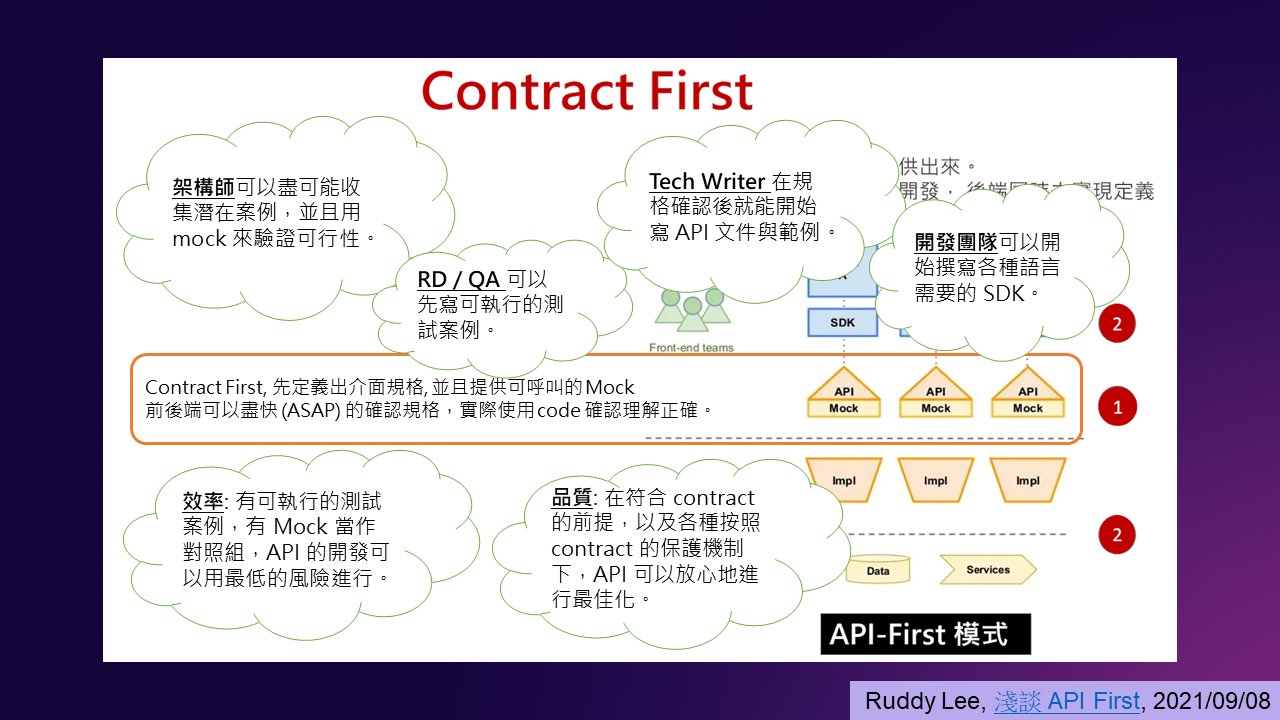 Contract First
架構師可以盡可能收
集潛在案例，並且用
mock 來驗證可行性。
Tech Writer 在規
格確認後就能開始
寫 API 文件與範例。
供出來。
開發，
現定義
開發團隊可以開
始撰寫各種語言
需要的 SDK。
RD / QA 可以
先寫可執行的測
試案例。
Front-end teams
SDK
2
Contract First, 先定義出介面規格, 並且提供可呼叫的 Mock
前後端可以盡快 (ASAP) 的確認規格，實際使用 code 確認理解正確。
API
Mock
API
Mock
API
Mock
1
效率: 有可執行的測試
案例，有 Mock 當作
對照組，API 的開發可
以用最低的風險進行。
品質: 在符合 contract
的前提，以及各種按照
contract 的保護機制
下，API 可以放心地進
行最佳化。
Impl
Impl
Impl
2
Data
Services
API-First 模式
Ruddy Lee, 淺談 API First, 2021/09/08